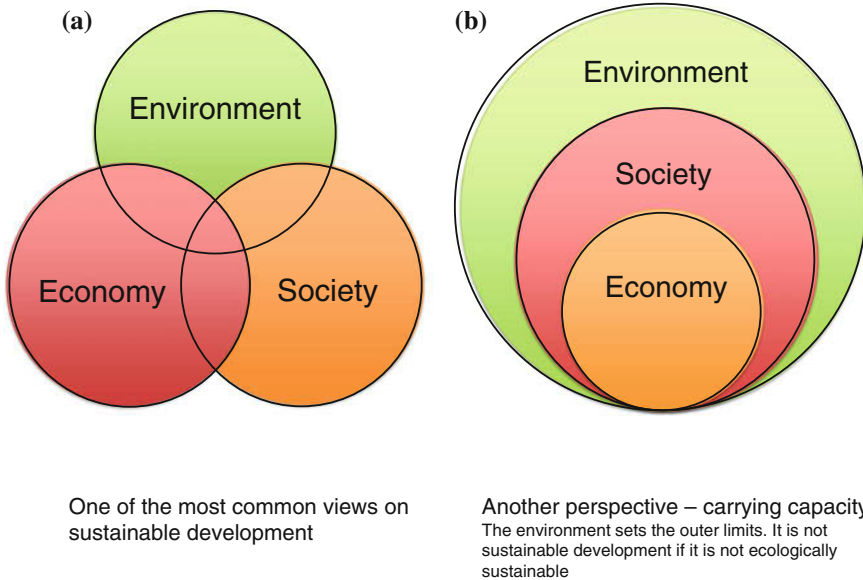 (a)
Environment
Economy
Society
One of the most common views on
sustainable development
(b)
Environment
Society
Economy
Another perspective – carrying capacity
The environment sets the outer limits. It is not
sustainable development if it is not ecologically
sustainable